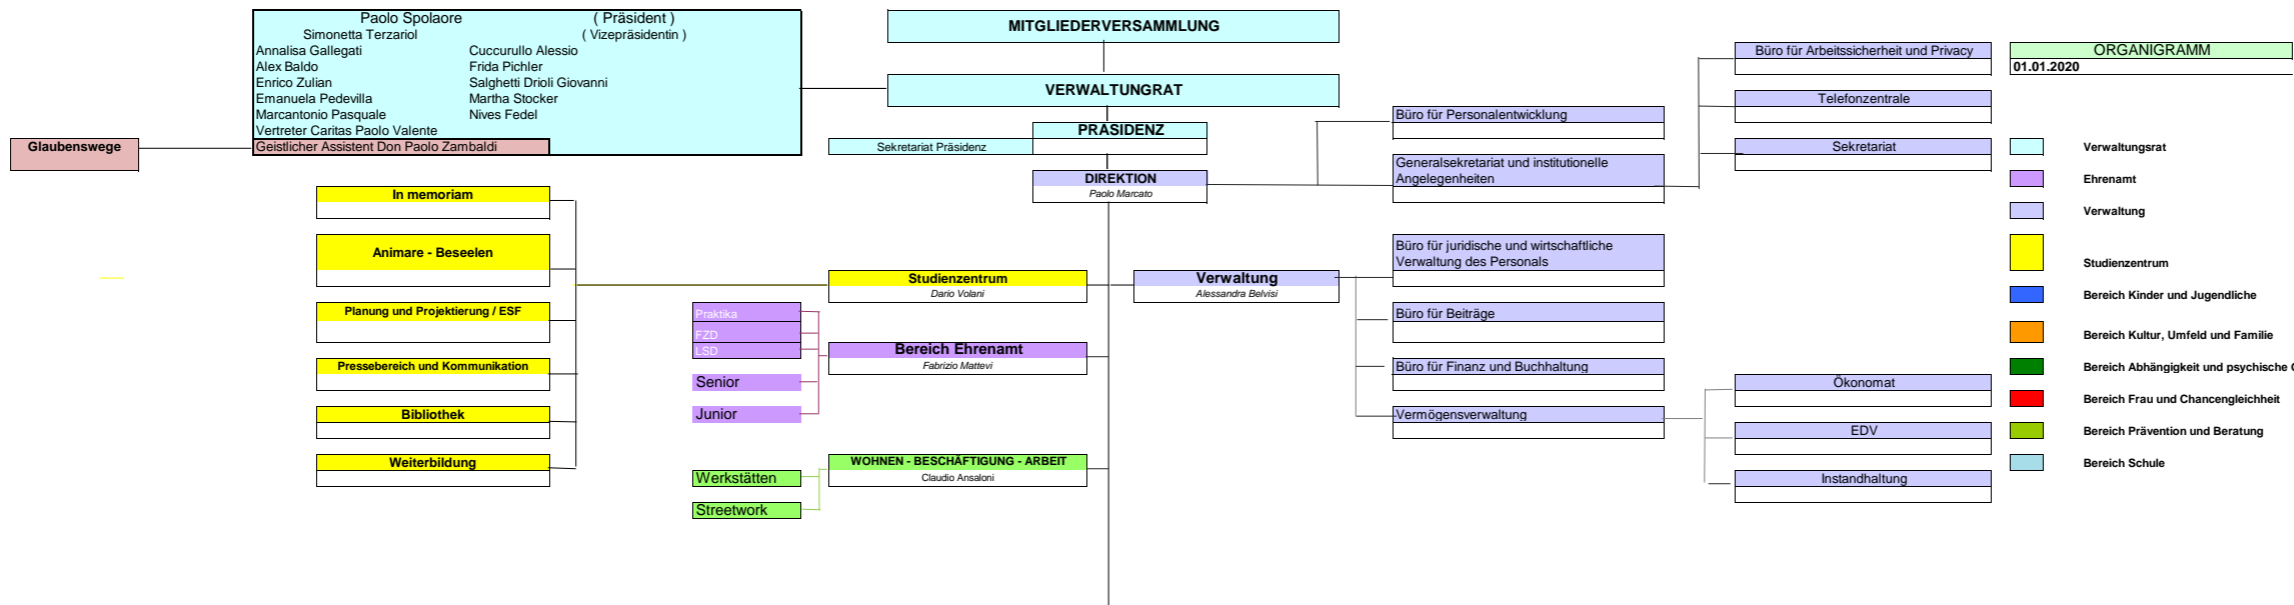 Paolo Spolaore ( Präsident )
Simonetta Terzariol ( Vizepräsidentin )
Annalisa Gallegati Cuccurullo Alessio
Alex Baldo Frida Pichler
Enrico Zulian Salghetti Drioli Giovanni
Emanuela Pedevilla Martha Stocker
Marcantonio Pasquale Nives Fedel
Vertreter Caritas Paolo Valente
Geistlicher Assistent Don Paolo Zambaldi
Glaubenswege
MITGLIEDERVERSAMMLUNG
VERWALTUNGRAT
PRÄSIDENZ
Sekretariat Präsidenz
DIREKTION
Paolo Marcato
Büro für Personalentwicklung
Generalsekretariat und institutionelle
Angelegenheiten
Büro für Arbeitssicherheit und Privacy
Telefonzentrale
Sekretariat
ORGANIGRAMM
01.01.2020
In memoriam
Animare - Beseelen
Planung und Projektierung / ESF
Pressebereich und Kommunikation
Bibliothek
Weiterbildung
Studienzentrum
Dario Volani
Praktika
FZD
LSD
Senior
Junior
Bereich Ehrenamt
Fabrizio Mattevi
WOHNEN - BESCHÄFTIGUNG - ARBEIT
Claudio Ansaloni
Werkstätten
Streetwork
Verwaltung
Alessandra Belvisi
Büro für juridische und wirtschaftliche
Verwaltung des Personals
Büro für Beiträge
Büro für Finanz und Buchhaltung
Vermögensverwaltung
Ökonomat
EDV
Instandhaltung
Verwaltungsrat
Ehrenamt
Verwaltung
Studienzentrum
Bereich Kinder und Jugendliche
Bereich Kultur, Umfeld und Familie
Bereich Abhängigkeit und psychische
Bereich Frau und Chancengleichheit
Bereich Prävention und Beratung
Bereich Schule